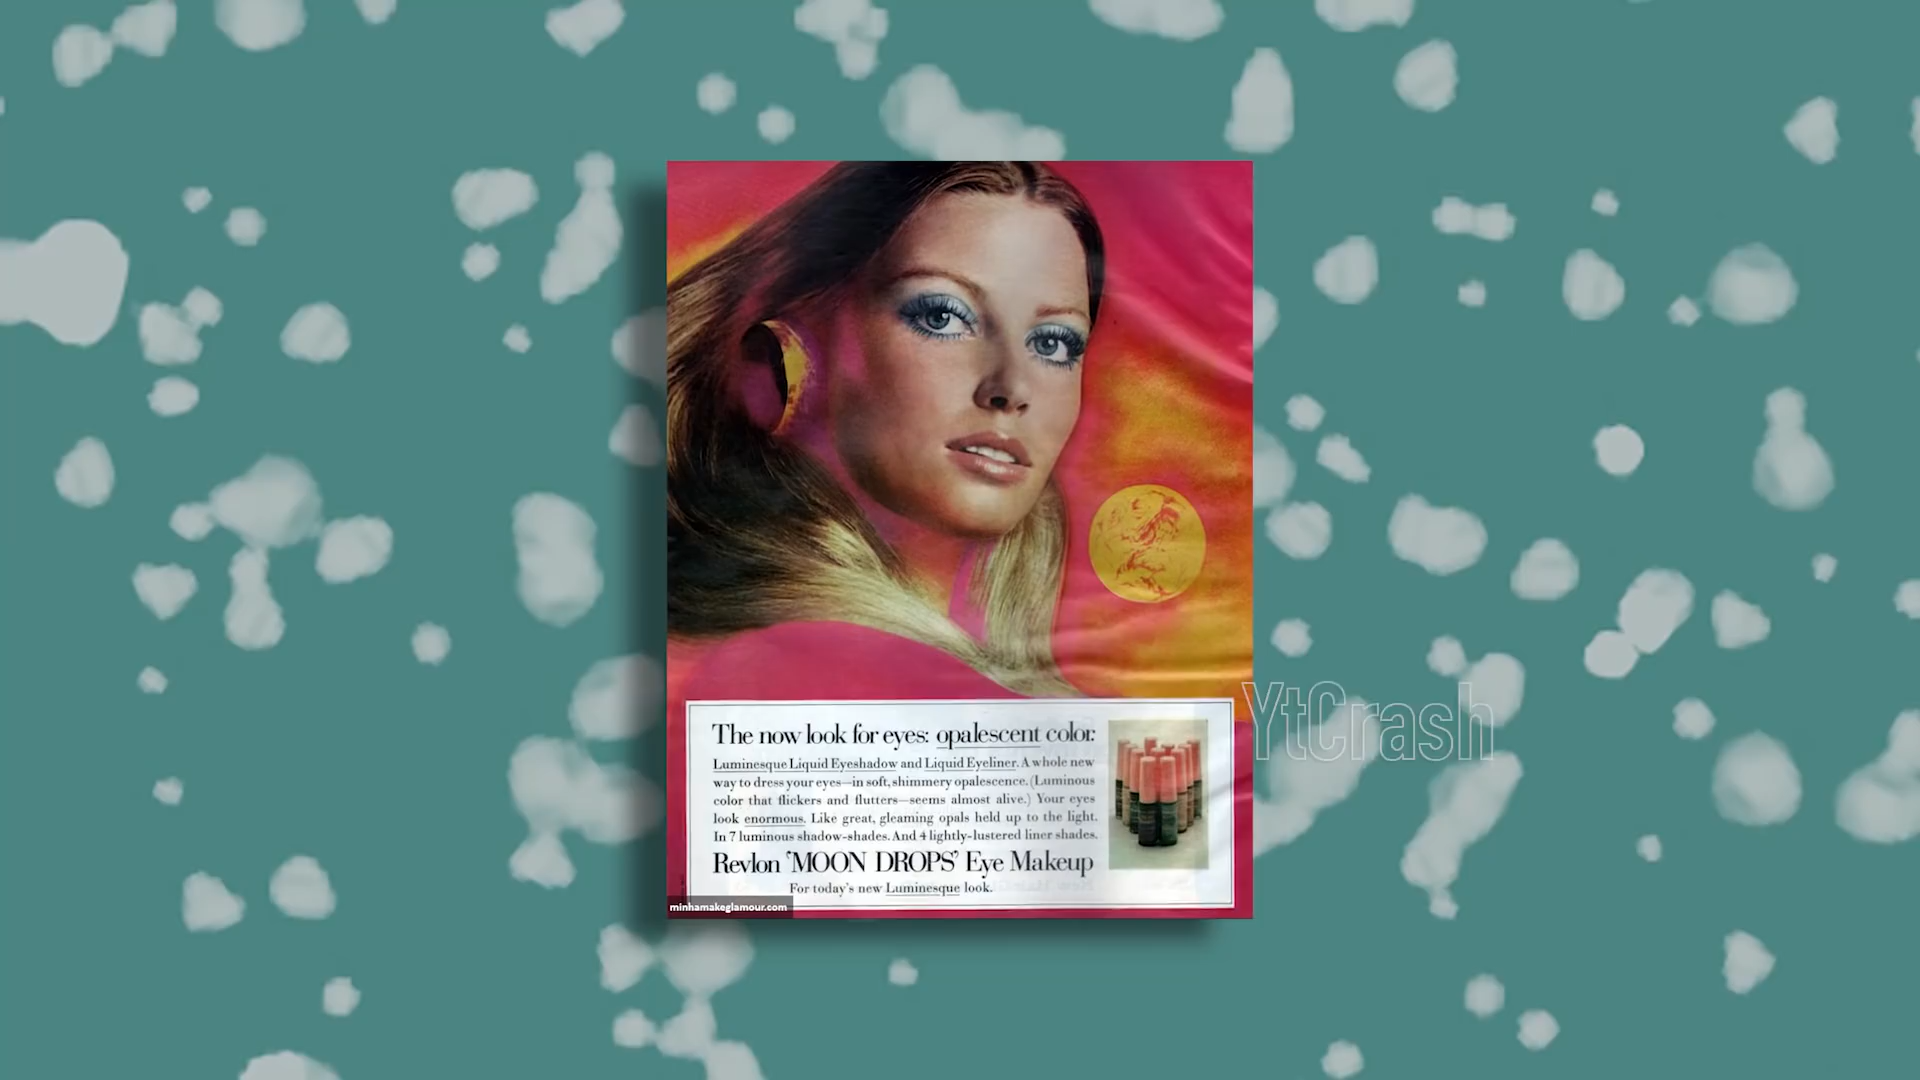 The now look for eyes: opalescent color.
Luminesque Liquid Eyeshadow and Liquid Eyeliner. A whole new
way to dress your eyes—in soft, shimmery opalescence. (Luminous
color that flickers and flutters—seems almost alive.) Your eyes
look enormous. Like great, gleaming opals held up to the light.
In 7 luminous shadow-shades. And 4 lightly-lustered liner shades.
Revlon ‘MOON DROPS’ Eye Makeup
For today's new Luminesque look.
minhamakeglamour.com
YtCrash